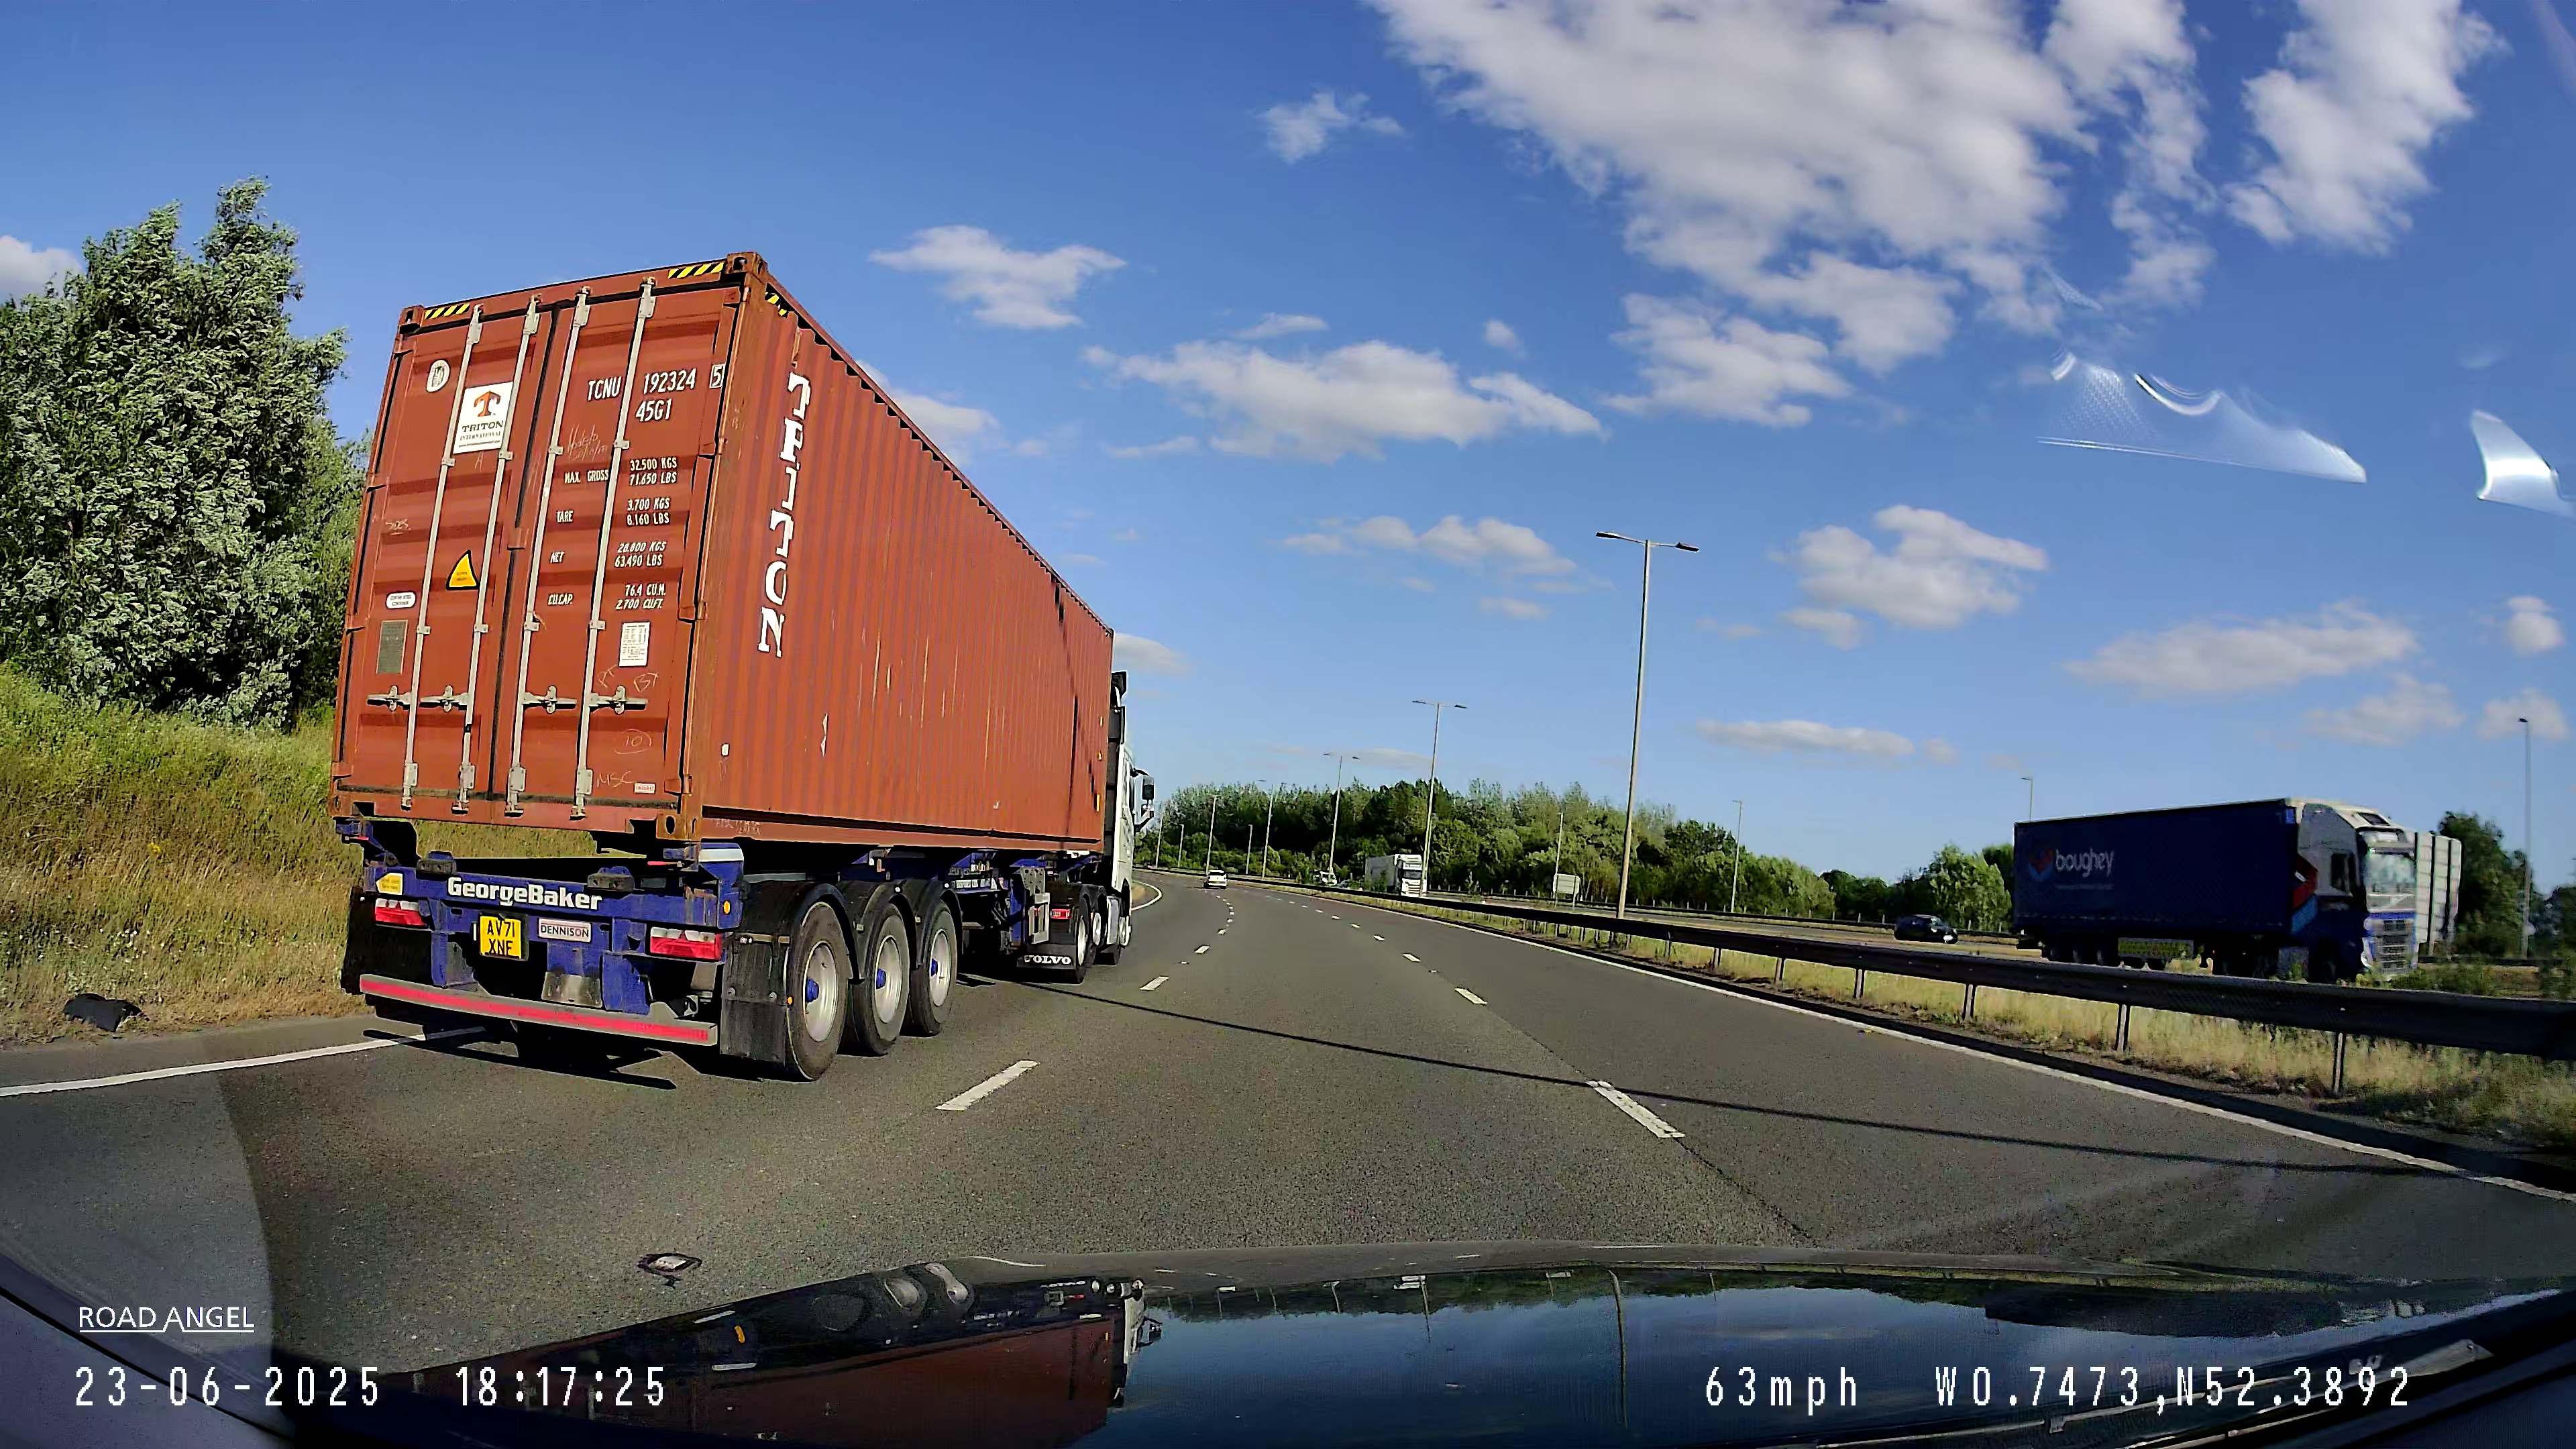 TCNU 192324 5
45G1
TRITON
INTERNATIONAL
MAX. GROSS 32.500 KGS
71.650 LBS
TARE 3.700 KGS
8.160 LBS
NET 28.800 KGS
63.490 LBS
CU.CAP. 76.4 CU.M.
2.700 CU.FT.
MSC
TRITON
GeorgeBaker
AV71
XNF
DENNISON
VOLVO
boughey
ROAD ANGEL
23-06-2025 18:17:25
63mph W0.7473,N52.3892